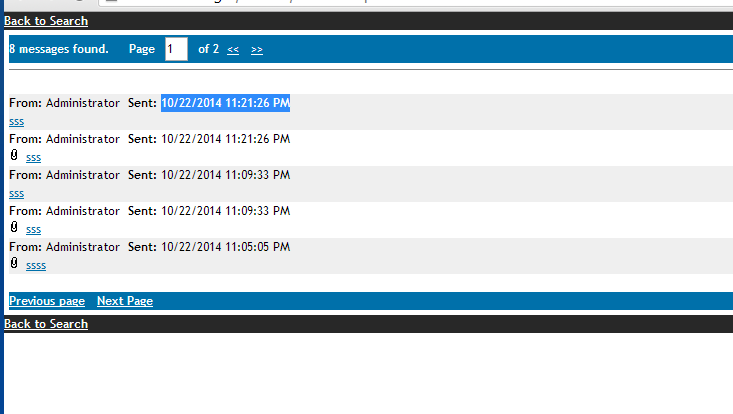 Back to Search
8 messages found. Page 1 of 2 << >>
From: Administrator Sent: 10/22/2014 11:21:26 PM
sss
From: Administrator Sent: 10/22/2014 11:21:26 PM
sss
From: Administrator Sent: 10/22/2014 11:09:33 PM
sss
From: Administrator Sent: 10/22/2014 11:09:33 PM
sss
From: Administrator Sent: 10/22/2014 11:05:05 PM
ssss
Previous page Next Page
Back to Search